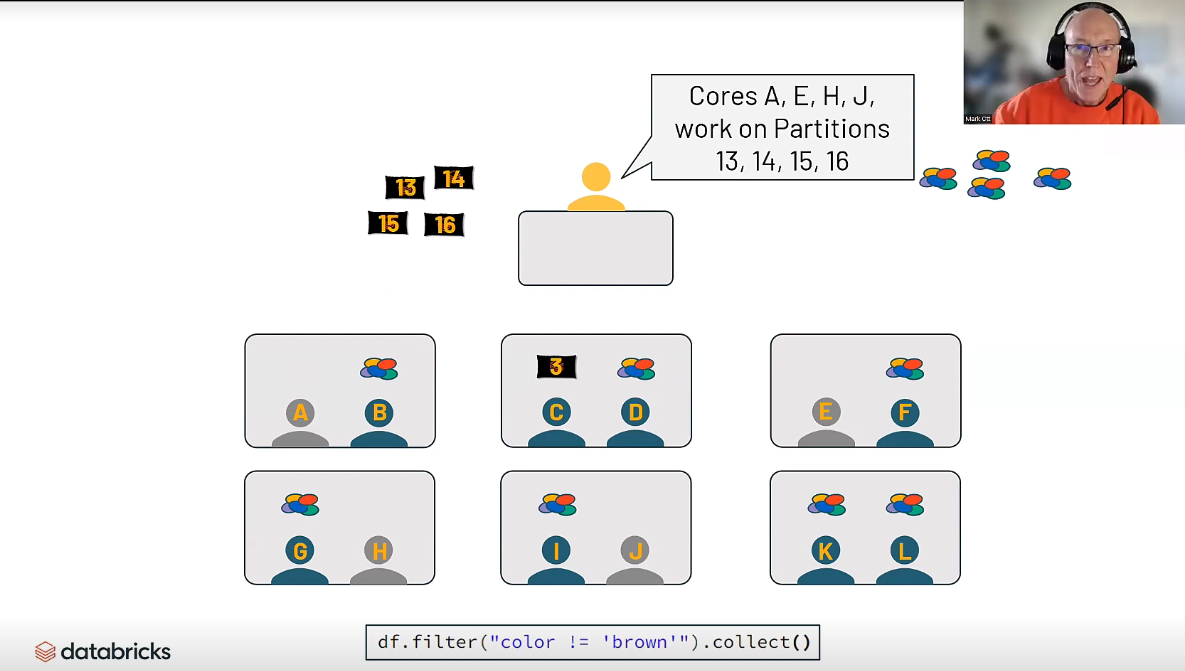 Cores A, E, H, J,
work on Partitions
13, 14, 15, 16
Mark Ott
13
14
15
16
3
A
B
C
D
E
F
G
H
I
J
K
L
df.filter("color != 'brown'").collect()
databricks